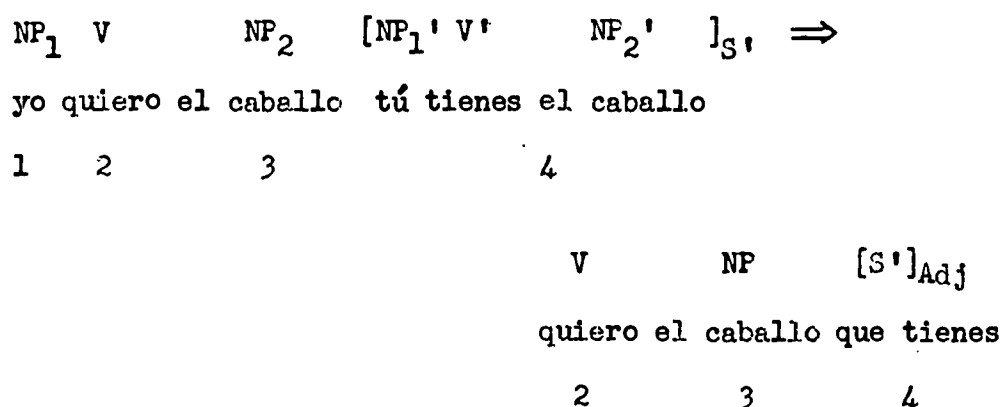 NP₁ V NP₂ [NP₁' V' NP₂' ]S' ⟹
yo quiero el caballo tú tienes el caballo
1 2 3 4
V NP [S']Adj
quiero el caballo que tienes
2 3 4